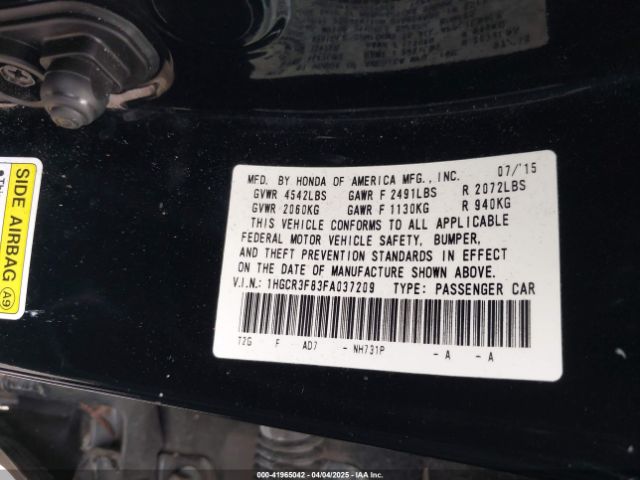 MFD. BY HONDA OF AMERICA MFG., INC. 07/15
GVWR 4542LBS GAWR F 2491LBS R 2072LBS
GVWR 2060KG GAWR F 1130KG R 940KG
THIS VEHICLE CONFORMS TO ALL APPLICABLE
FEDERAL MOTOR VEHICLE SAFETY, BUMPER,
AND THEFT PREVENTION STANDARDS IN EFFECT
ON THE DATE OF MANUFACTURE SHOWN ABOVE.
V.I.N.: 1HGCR3F83FA037209 TYPE: PASSENGER CAR
T2G F AD7 - NH731P - A - A
SIDE AIRBAG
A9
000-41965042 - 04/04/2025 - IAA Inc.